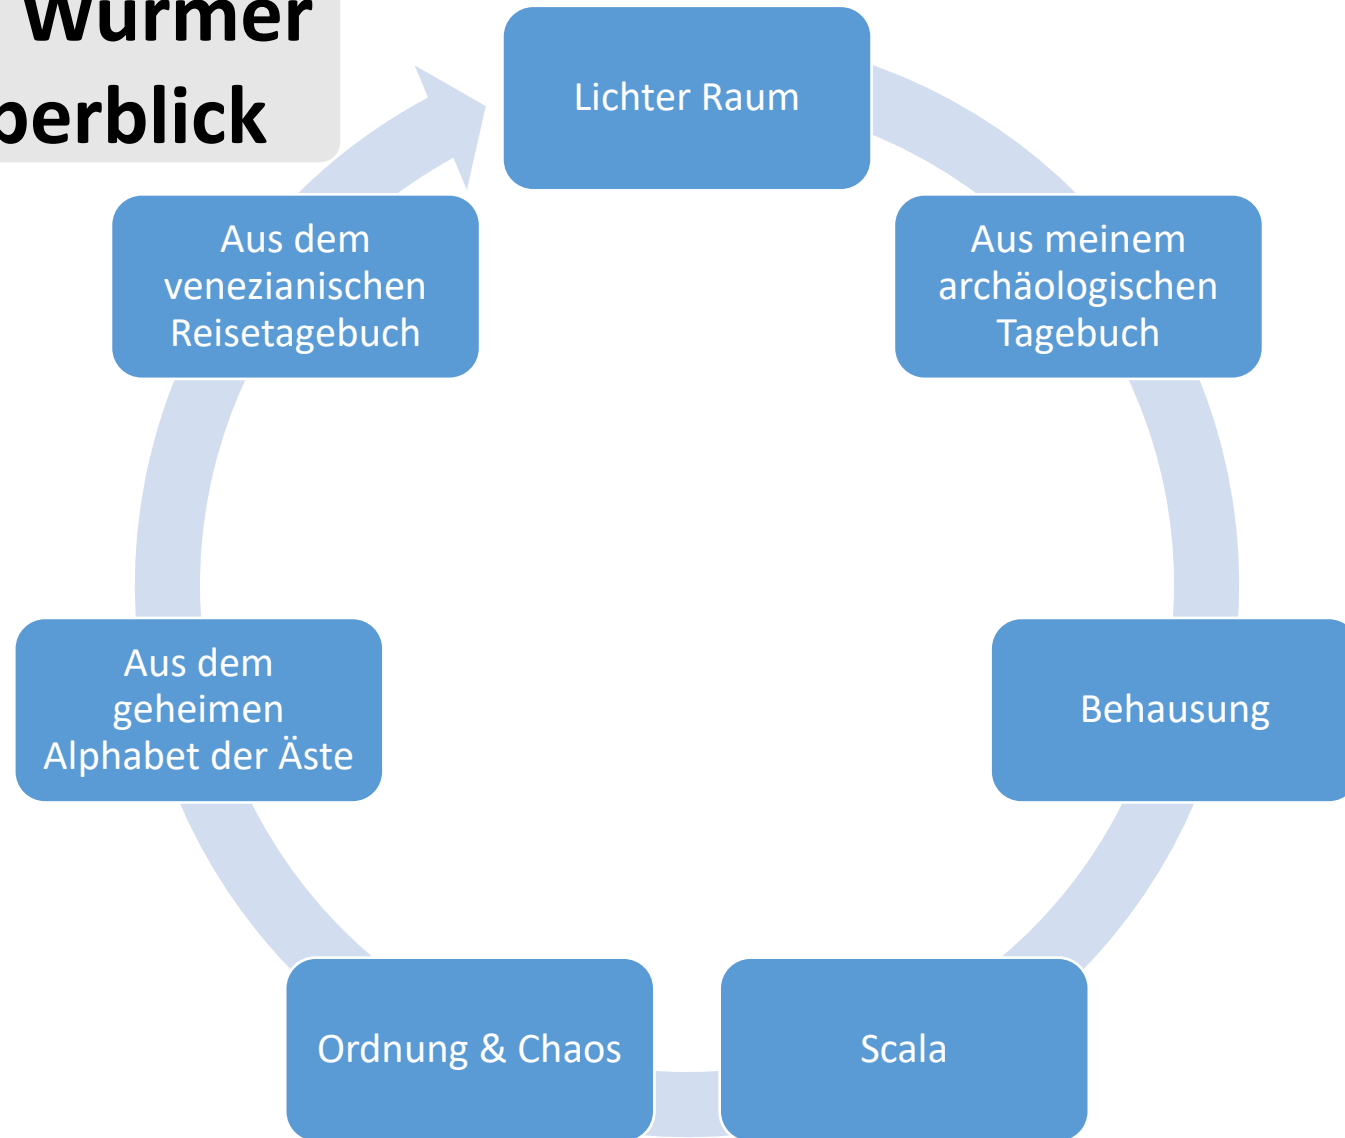 Wurmer
berblick
Lichter Raum
Aus meinem
archäologischen
Tagebuch
Behausung
Scala
Ordnung & Chaos
Aus dem
geheimen
Alphabet der Äste
Aus dem
venezianischen
Reisetagebuch